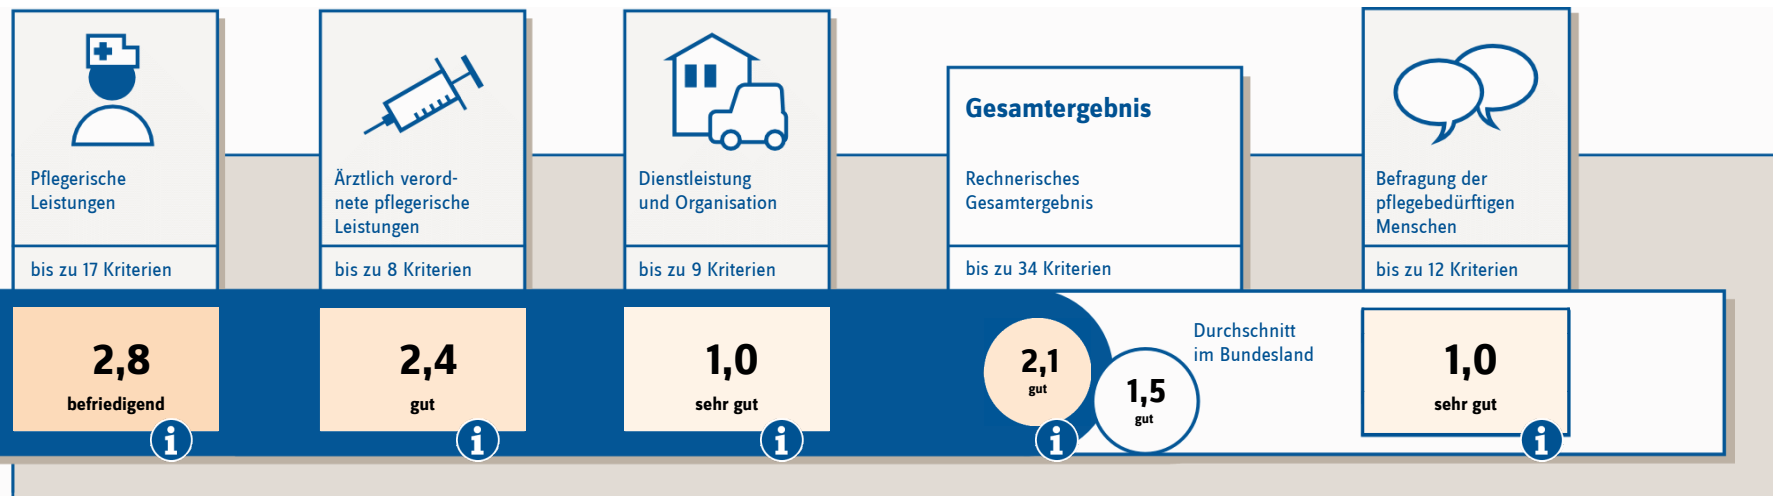 Pflegerische
Leistungen
bis zu 17 Kriterien
2,8
befriedigend
i
Ärztlich verord-
nete pflegerische
Leistungen
bis zu 8 Kriterien
2,4
gut
i
Dienstleistung
und Organisation
bis zu 9 Kriterien
1,0
sehr gut
i
Gesamtergebnis
Rechnerisches
Gesamtergebnis
bis zu 34 Kriterien
2,1
gut
i
1,5
gut
Durchschnitt
im Bundesland
Befragung der
pflegebedürftigen
Menschen
bis zu 12 Kriterien
1,0
sehr gut
i